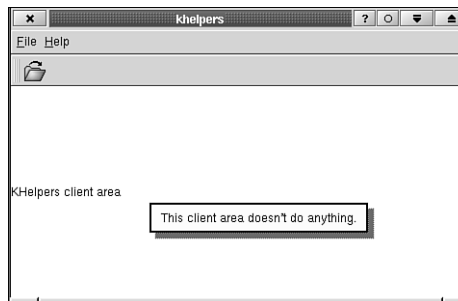 khelpers
?
File Help
KHelpers client area
This client area doesn't do anything.